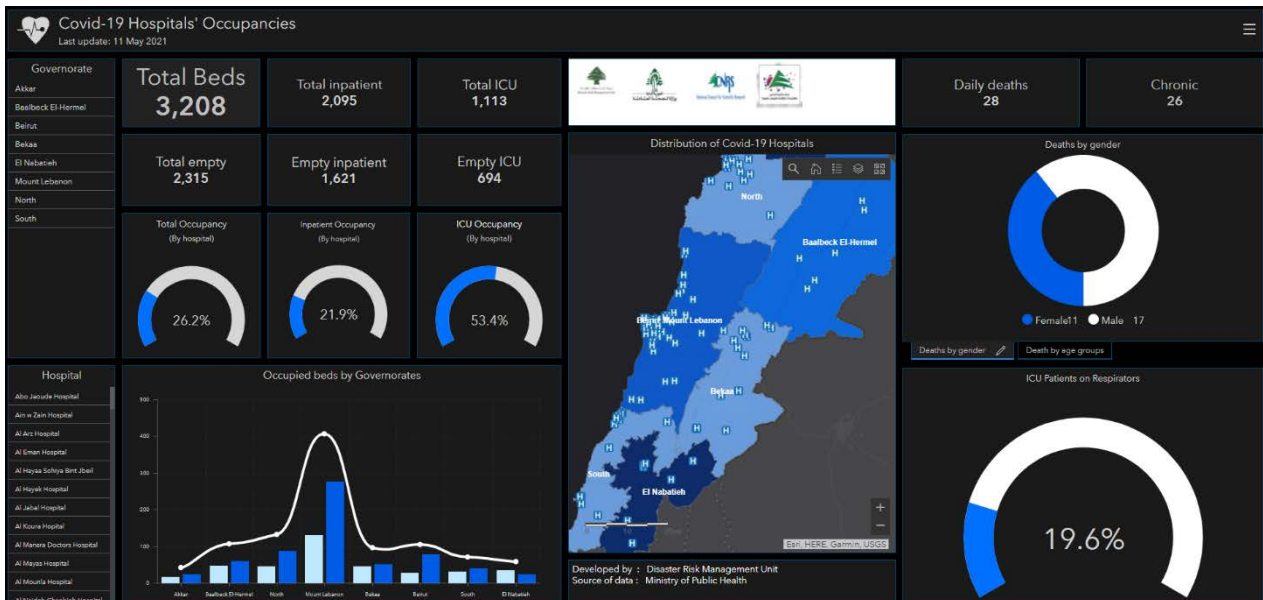 Covid-19 Hospitals' Occupancies
Last update: 11 May 2021
Governorate
Akkar
Baalbeck El-Hermel
Beirut
Bekaa
El Nabatieh
Mount Lebenon
North
South
Total Beds
3,208
Total inpatient
2,095
Total ICU
1,113
Total empty
2,315
Empty inpatient
1,621
Empty ICU
694
Total Occupancy
(By hospital)
26.2%
Inpatient Occupancy
(By hospital)
21.9%
ICU Occupancy
(By hospital)
53.4%
Hospital
Abo Jaoude Hospital
Ain w Zain Hospital
Al Arz Hospital
Al Eman Hospital
Al Hayaa Sohiya Bint Jbeil
Al Hayek Hospital
Al Jabal Hospital
Al Koura Hopital
Al Manara Doctors Hospital
Al Mayas Hospital
Al Mounla Hospital
Occupied beds by Governorates
500
400
300
200
100
0
Akkar
Baalbeck El-Hermel
North
Mount Lebanon
Bekaa
Beirut
South
El Nabatieh
CNRS
Distribution of Covid-19 Hospitals
North
Baalbeck El-Hermel
Beirut Mount Lebanon
Bekaa
South
El Nabatieh
Esri, HERE, Garmin, USGS
Developed by : Disaster Risk Management Unit
Source of data : Ministry of Public Health
Daily deaths
28
Chronic
26
Deaths by gender
Female11
Male 17
Deaths by gender
Death by age groups
ICU Patients on Respirators
19.6%